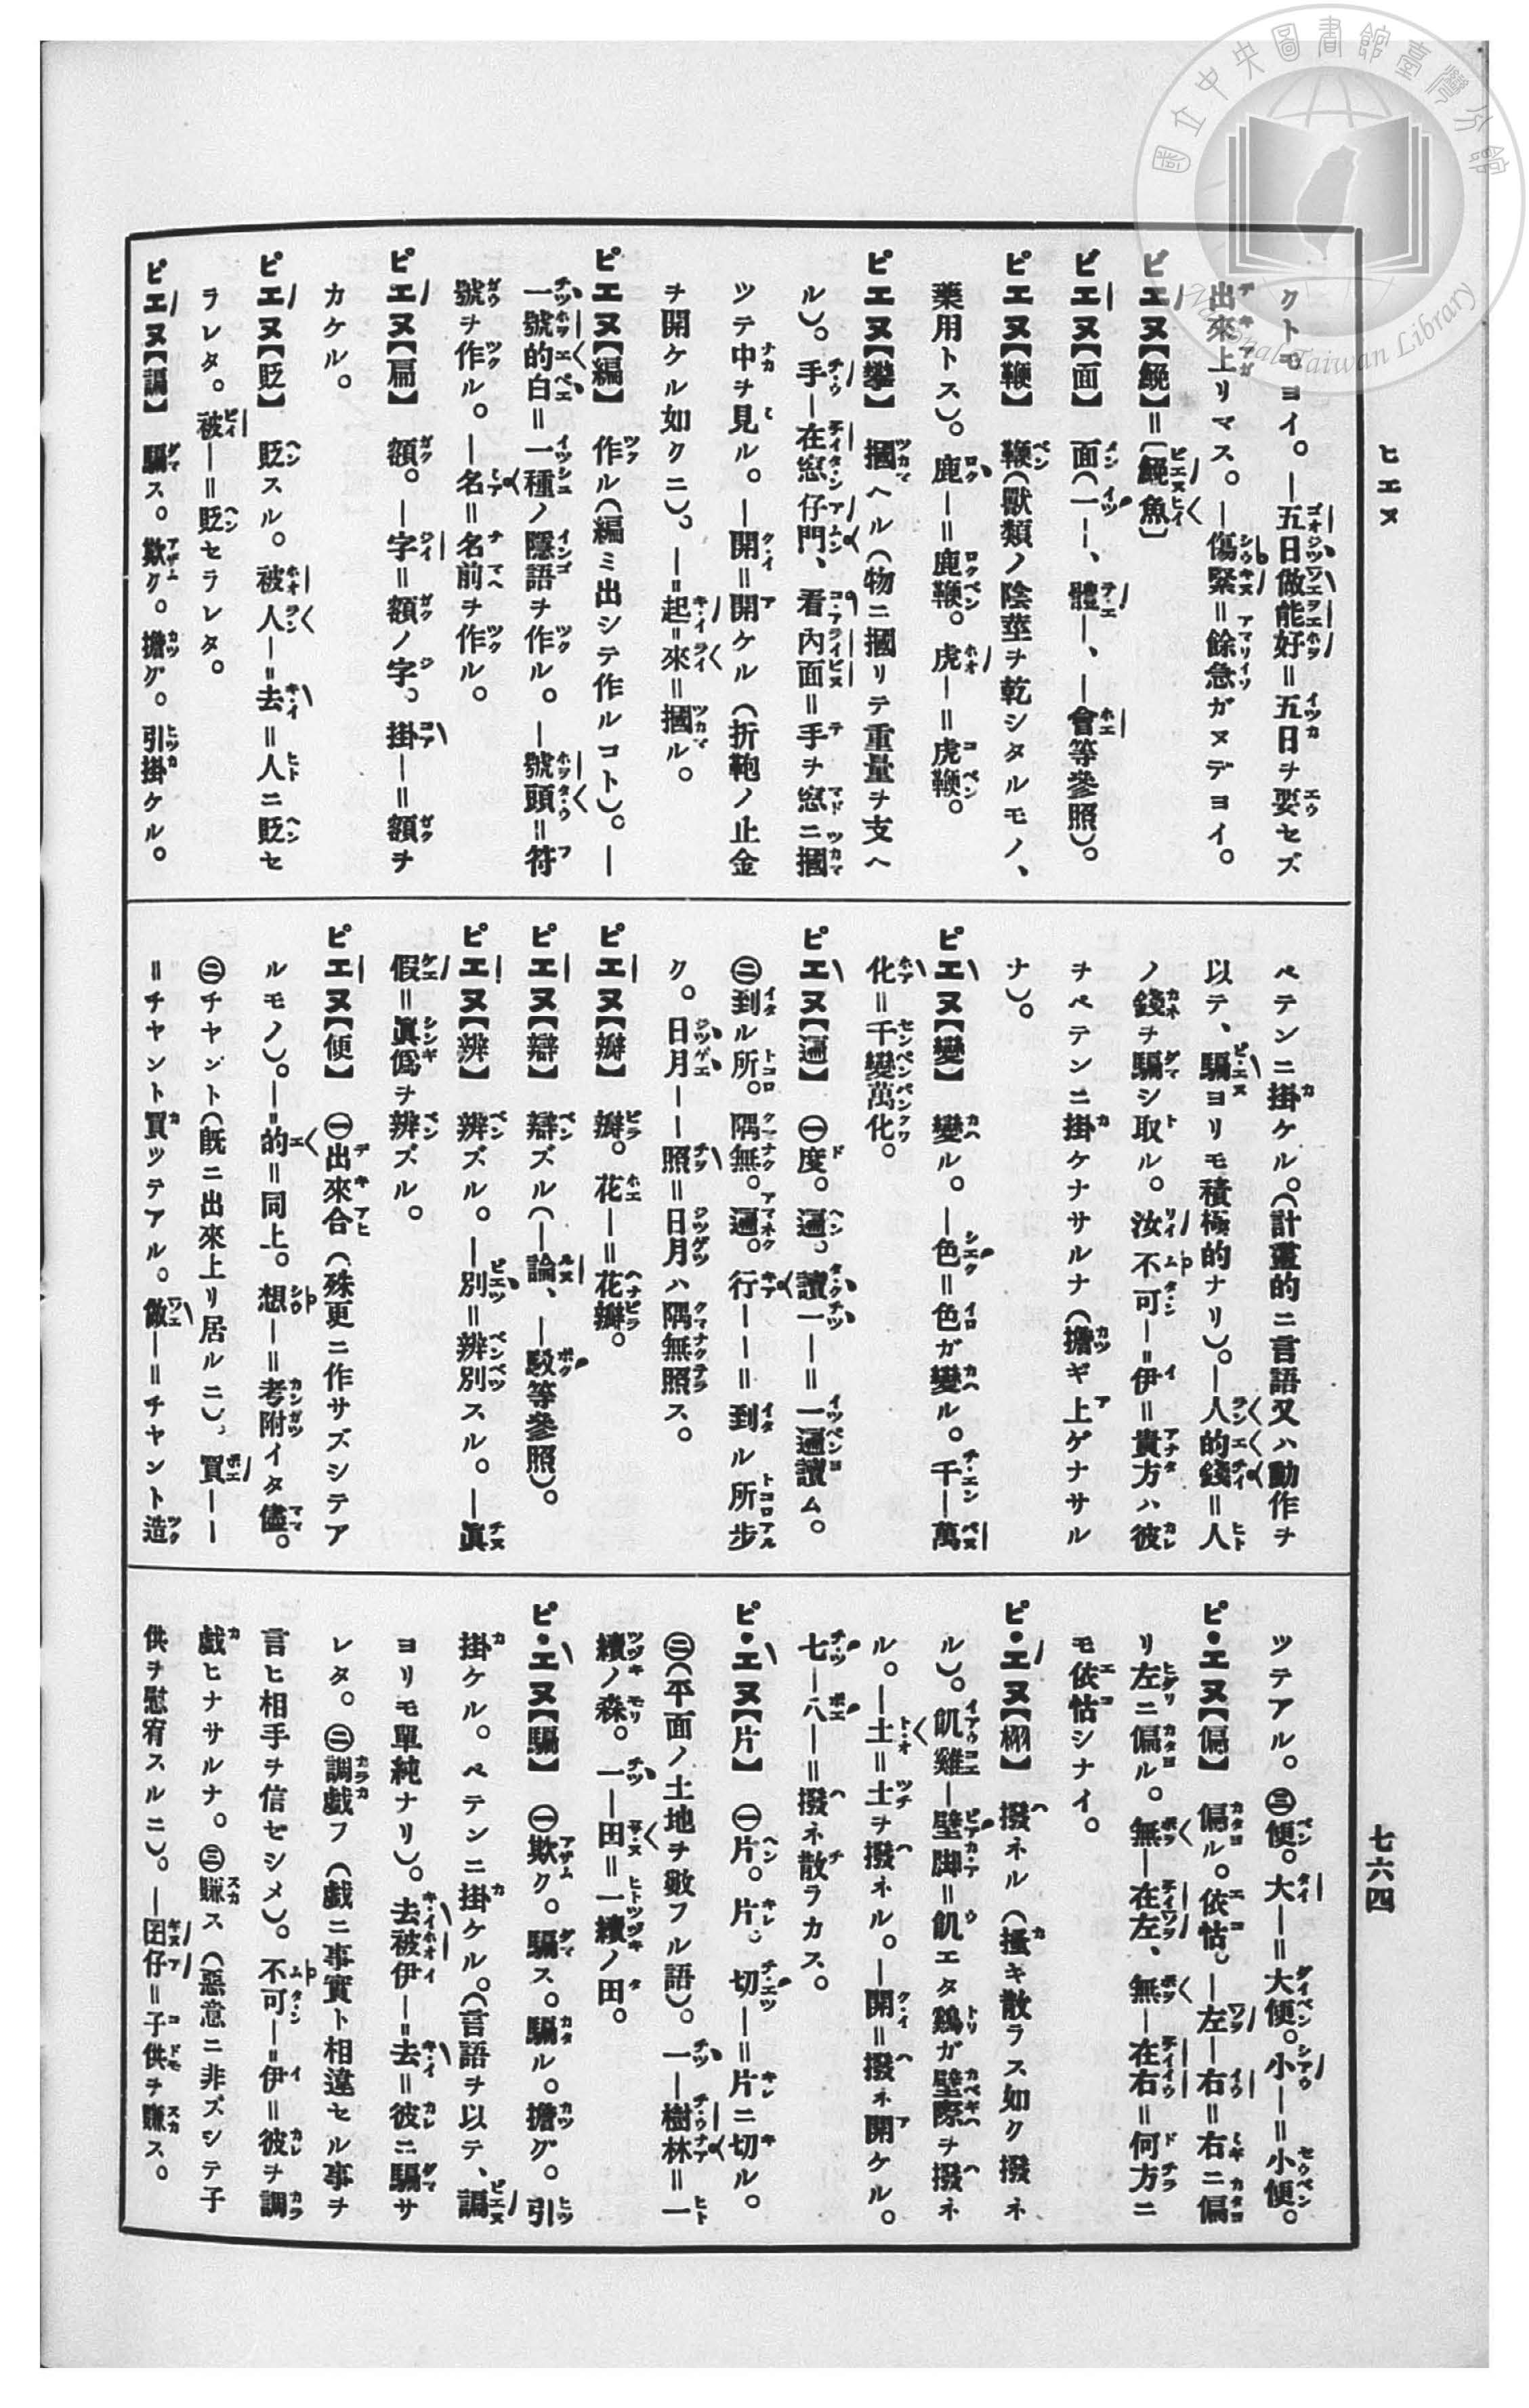 國立中央圖書館臺灣分館
National Taiwan Library
ヒエヌ
七六四
クトモヨイ。―五日做能好=五日ヲ要セズ
出來上リマス。―傷緊=餘急ガヌデヨイ。
ピエヌ【鮸】=〔鮸魚〕
ピエヌ【面】 面(一―、體―、―會等參照)。
ピエヌ【鞭】 鞭(獸類ノ陰莖ヲ乾シタルモノ、
藥用トス)。鹿―=鹿鞭。虎―=虎鞭。
ピエヌ【攀】 摑ヘル(物ニ摑リテ重量ヲ支ヘ
ル)。手―在窓仔門、看內面=手ヲ窓ニ摑
ツテ中ヲ見ル。―開=開ケル(折鞄ノ止金
ヲ開ケル如クニ)。―=起=來=摑ル。
ピエヌ【編】 作ル(編ミ出シテ作ルコト)。―
一號的白=一種ノ隱語ヲ作ル。―號頭=符
號ヲ作ル。―名=名前ヲ作ル。
ピエヌ【扁】 額。―字=額ノ字。掛―=額ヲ
カケル。
ピエヌ【貶】 貶スル。被人―=去=人ニ貶セ
ラレタ。被―=貶セラレタ。
ピエヌ【諞】 騙ス。欺ク。擔グ。引掛ケル。
ペテンニ掛ケル。(計畫的ニ言語又ハ動作ヲ
以テ、騙ヨリモ積極的ナリ)。―人的錢=人
ノ錢ヲ騙シ取ル。汝不可―=伊=貴方ハ彼
ヲペテンニ掛ケナサルナ(擔ギ上ゲナサル
ナ)。
ピエヌ【變】 變ル。―色=色ガ變ル。千―萬
化=千變萬化。
ピエヌ【遍】 ㊀度。遍。讀一―=一遍讀ム。
㊁到ル所。隅無。遍。行――=到ル所步
ク。日月――照=日月ハ隅無照ス。
ピエヌ【瓣】 瓣。花―=花瓣。
ピエヌ【辯】 辯ズル(―論、―駁等參照)。
ピエヌ【辨】 辨ズル。―別=辨別スル。―眞
假=眞僞ヲ辨ズル。
ピエヌ【便】 ㊀出來合(殊更ニ作サズシテア
ルモノ)。―=的=同上。想―=考附イタ儘。
㊁チヤント(既ニ出來上リ居ルニ)、買――
=チヤント買ツテアル。做―=チヤント造
ツテアル。㊂便。大―=大便。小―=小便。
ピ・エヌ【偏】 偏ル。依怙。―左―右=右ニ偏
リ左ニ偏ル。無―在左、無―在右=何方ニ
モ依怙シナイ。
ピ・エヌ【栩】 撥ネル(搔キ散ラス如ク撥ネ
ル)。飢雞―壁脚=飢エタ鷄ガ壁際ヲ撥ネ
ル。―土=土ヲ撥ネル。―開=撥ネ開ケル。
七―八―=撥ネ散ラカス。
ピ・エヌ【片】 ㊀片。片。切―=片ニ切ル。
㊁(平面ノ土地ヲ數フル語)。一―樹林=一
續ノ森。一―田=一續ノ田。
ピ・エヌ【騙】 ㊀欺ク。騙ス。騙ル。擔グ。引
掛ケル。ペテンニ掛ケル。(言語ヲ以テ、諞
ヨリモ單純ナリ)。去被伊―=去=彼ニ騙サ
レタ。㊁調戲フ(戲ニ事實ト相違セル事ヲ
言ヒ相手ヲ信ゼシメ)。不可―=伊=彼ヲ調
戲ヒナサルナ。㊂賺ス(惡意ニ非ズシテ子
供ヲ慰宥スルニ)。―囝仔=子供ヲ賺ス。